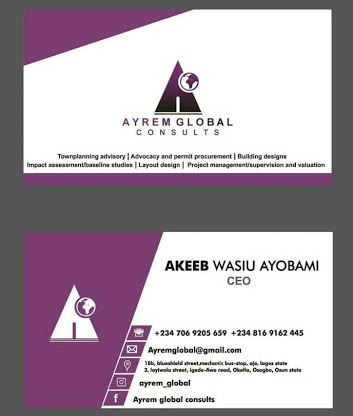 AYREM GLOBAL
CONSULTS
Townplanning advisory | Advocacy and permit procurement | Building designs
Impact assessment/baseline studies | Layout design | Project management/supervision and valuation
AKEEB WASIU AYOBAMI
CEO
+234 706 9205 659 +234 816 9162 445
Ayremglobal@gmail.com
18b, blueshield street,mechanic bus-stop, ojo, lagos state
3, layiwola street, igede-Awa road, Okefia, Osogbo, Osun state
ayrem_global
Ayrem global consults